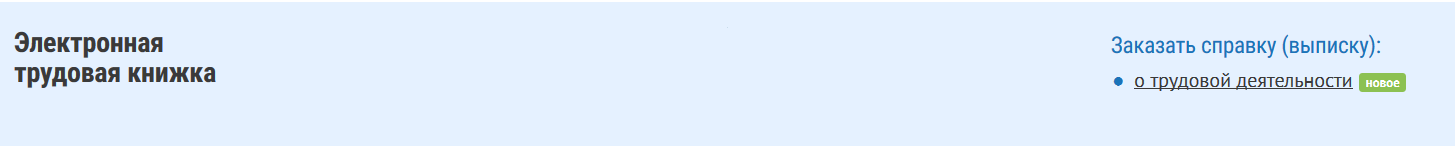 Электронная
трудовая книжка
Заказать справку (выписку):
о трудовой деятельности новое